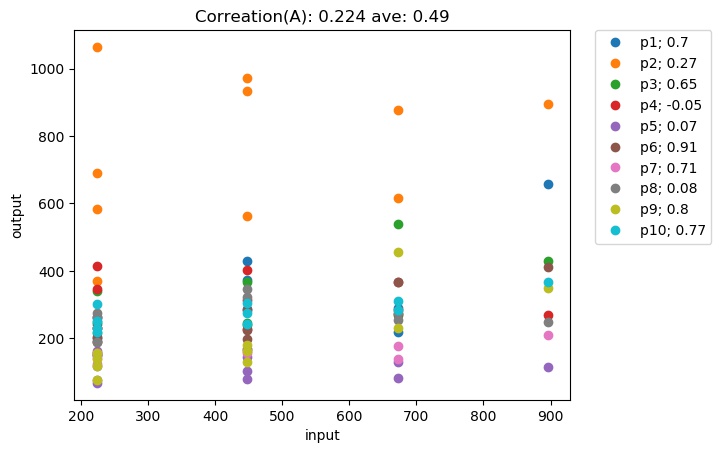 Correation(A): 0.224 ave: 0.49
1000
800
600
400
200
output
200 300 400 500 600 700 800 900
input
p1; 0.7
p2; 0.27
p3; 0.65
p4; -0.05
p5; 0.07
p6; 0.91
p7; 0.71
p8; 0.08
p9; 0.8
p10; 0.77